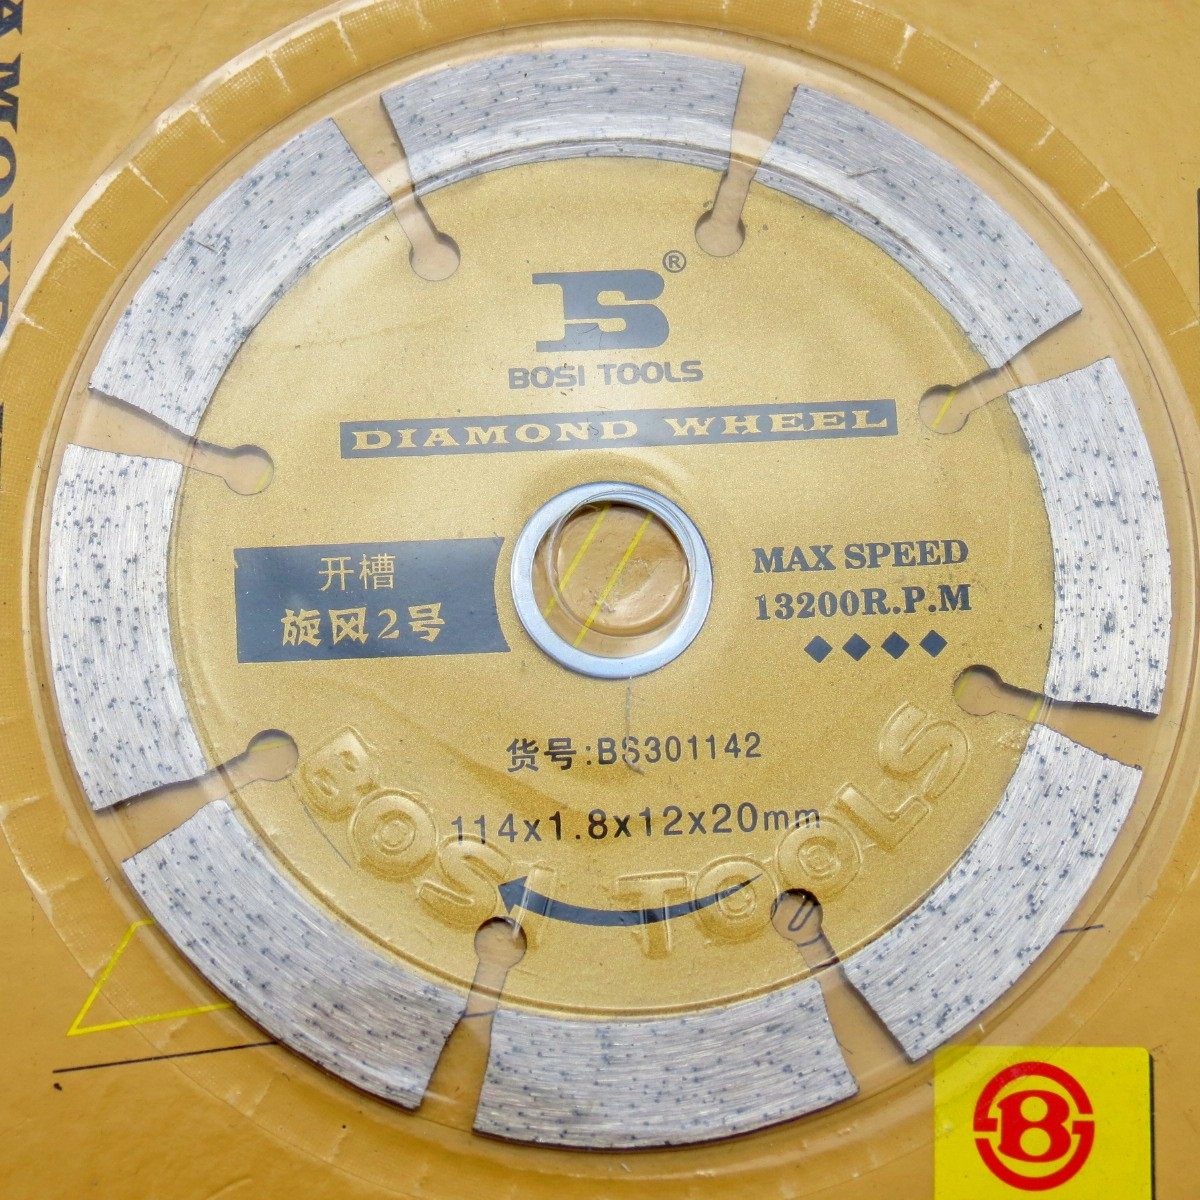 ®
BOSI TOOLS
DIAMOND WHEEL
开槽
旋风2号
MAX SPEED
13200R.P.M
货号:BS301142
114x1.8x12x20mm
BOSI TOOLS
B